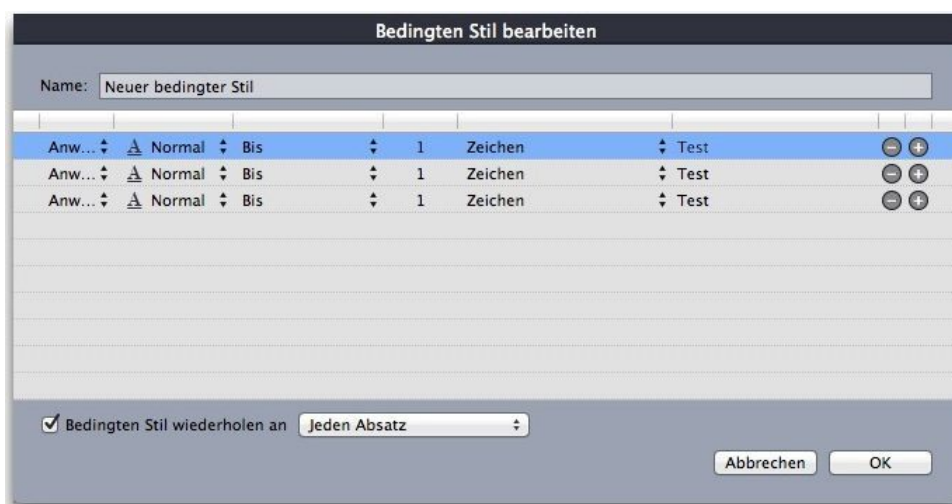 Bedingten Stil bearbeiten
Name: Neuer bedingter Stil
Anw... A Normal Bis 1 Zeichen Test
Anw... A Normal Bis 1 Zeichen Test
Anw... A Normal Bis 1 Zeichen Test
Bedingten Stil wiederholen an Jeden Absatz
Abbrechen OK